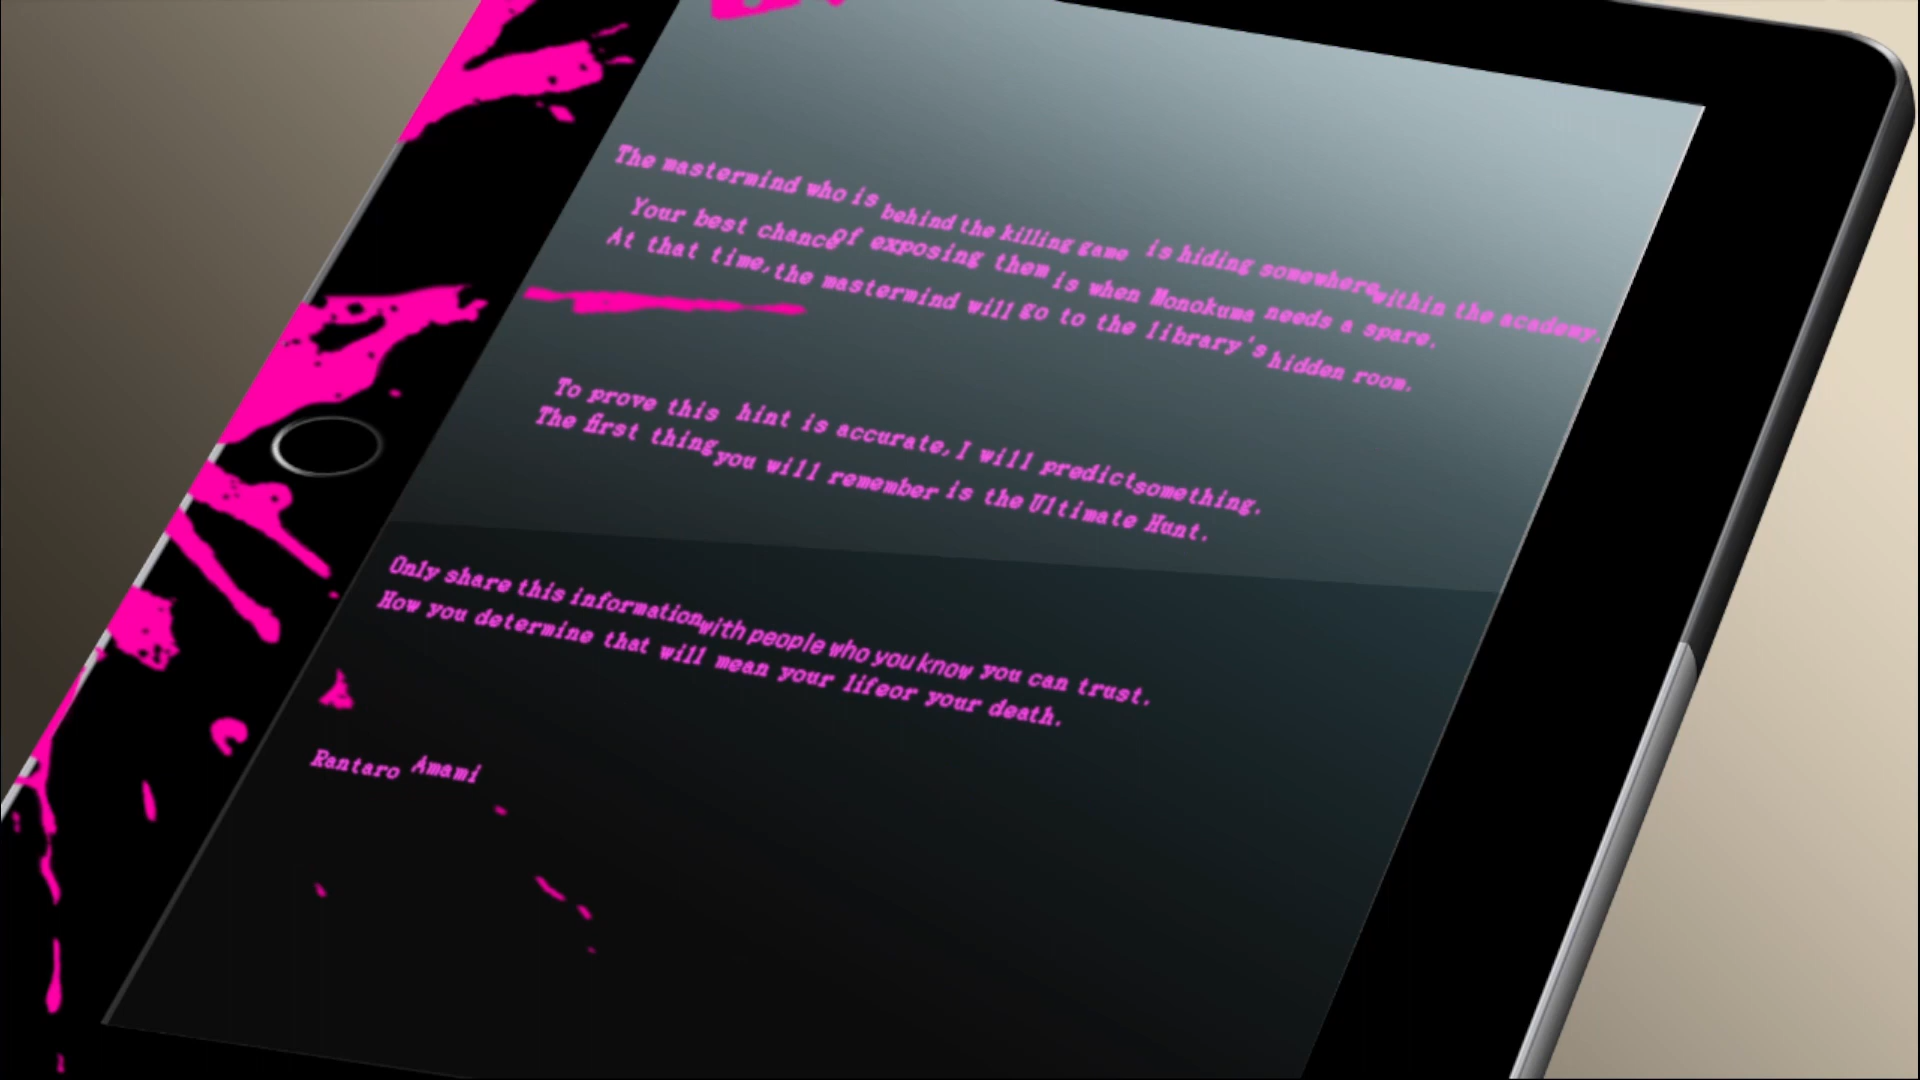 The mastermind who is behind the killing game is hiding somewhere within the academy.
Your best chance of exposing them is when Monokuma needs a spare.
At that time, the mastermind will go to the library's hidden room.
To prove this hint is accurate, I will predict something.
The first thing you will remember is the Ultimate Hunt.
Only share this information with people who you know you can trust.
How you determine that will mean your life or your death.
Rantaro Amami